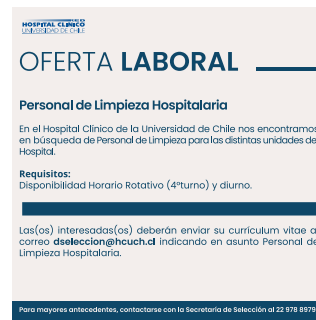 HOSPITAL CLÍNICO
UNIVERSIDAD DE CHILE
OFERTA LABORAL
Personal de Limpieza Hospitalaria
En el Hospital Clínico de la Universidad de Chile nos encontramos
en búsqueda de Personal de Limpieza para las distintas unidades de
Hospital.
Requisitos:
Disponibilidad Horario Rotativo (4°turno) y diurno.
Las(os) interesadas(os) deberán enviar su curriculum vitae a
correo dseleccion@hcuch.cl indicando en asunto Personal de
Limpieza Hospitalaria.
Para mayores antecedentes, contactarse con la Secretaría de Selección al 22 978 8979